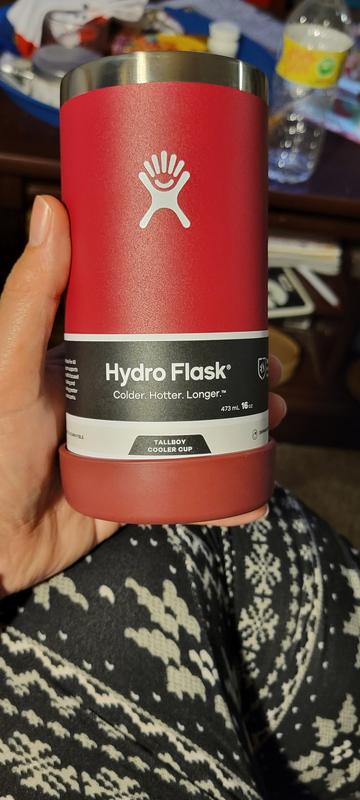 Hydro Flask®
Colder. Hotter. Longer.™
473 mL 16 oz
TALLBOY
COOLER CUP